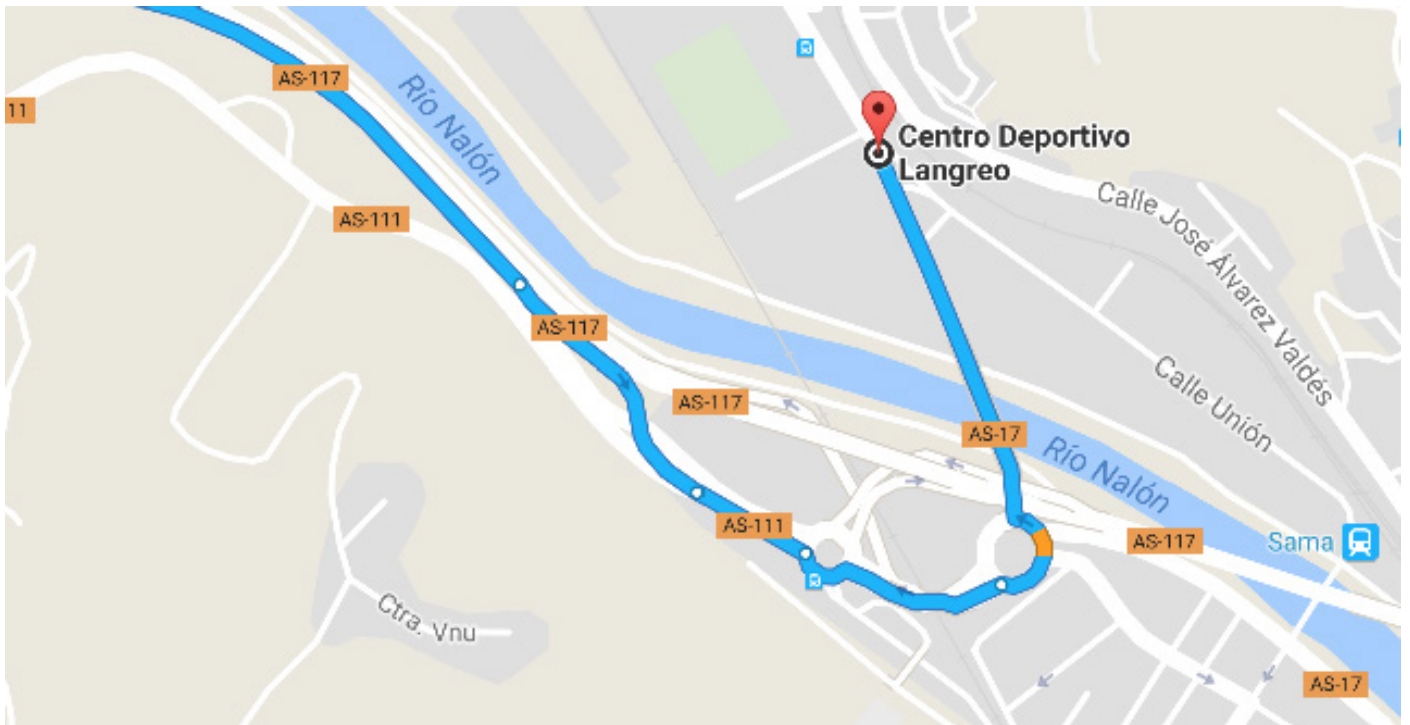 AS-117
11
Río Nalón
Centro Deportivo
Langreo
AS-111
Calle José Álvarez Valdés
AS-117
AS-117
Calle Unión
AS-17
Río Nalón
AS-111
AS-117
Sama
Ctra. Vnu
AS-17